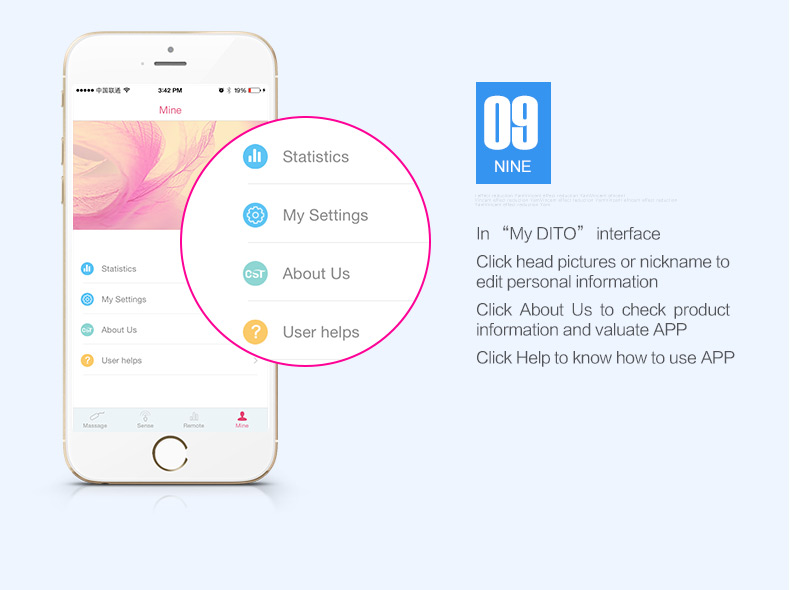 中国联通
3:42 PM
19%
Mine
Statistics
My Settings
About Us
User helps
Statistics
My Settings
CST
About Us
User helps
Massage
Sense
Remote
Mine
09
NINE
In “My DITO” interface
Click head pictures or nickname to
edit personal information
Click About Us to check product
information and valuate APP
Click Help to know how to use APP